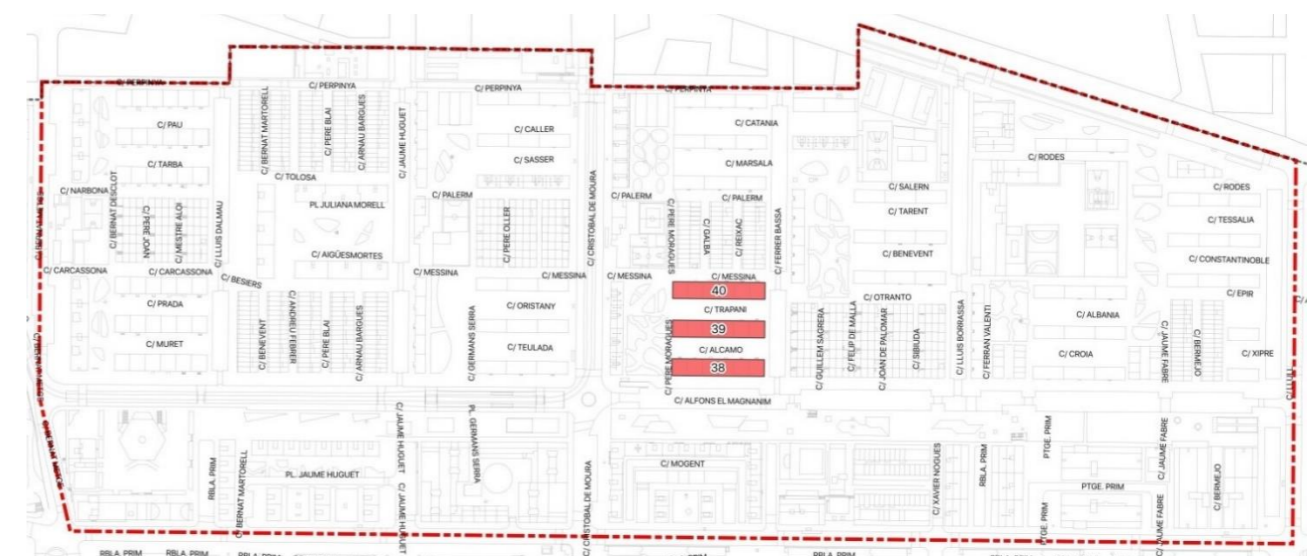 C/ PERPINYA
C/ PERPINYA
C/ PERPINYA
C/ PERPINYA
C/ PAU
C/ TARBA
C/ NARBONA
C/ BERNAT DESCLOT
C/ PERE JOAN
C/ MESTRE ALOI
C/ LLUIS DALMAU
C/ CARCASSONA
C/ CARCASSONA
C/ PRADA
C/ MURET
C/ BERNAT MARTORELL
C/ PERE BLAI
C/ ARNAU BARGUES
C/ JAUME HUGUET
C/ TOLOSA
PL. JULIANA MORELL
C/ AIGÜESMORTES
C/ BESIERS
C/ BENEVENT
C/ ANDREU FEBRER
C/ PERE BLAI
C/ ARNAU BARGUES
C/ CALLER
C/ SASSER
C/ PALERM
C/ PERE OLLER
C/ CRISTOBAL DE MOURA
C/ MESSINA
C/ MESSINA
C/ GERMANS SERRA
C/ ORISTANY
C/ TEULADA
C/ CATANIA
C/ MARSALA
C/ PALERM
C/ PALERM
C/ PERE MORAGUES
C/ GALBA
C/ REIXAC
C/ FERRER BASSA
C/ MESSINA
C/ MESSINA
40
C/ TRAPANI
39
C/ ALCAMO
38
C/ PERE MORAGUES
C/ ALFONS EL MAGNANIM
C/ SALERN
C/ TARENT
C/ BENEVENT
C/ OTRANTO
C/ GUILLEM SAGRERA
C/ FELIP DE MALLA
C/ JOAN DE PALOMAR
C/ SIBIUDA
C/ LLUIS BORRASSA
C/ FERRAN VALENTI
C/ RODES
C/ RODES
C/ TESSALIA
C/ CONSTANTINOBLE
C/ EPIR
C/ ALBANIA
C/ CROIA
C/ JAUME FABRE
C/ BERMEJO
C/ XIPRE
RBLA. PRIM
C/ BERNAT MARTORELL
PL. JAUME HUGUET
C/ JAUME HUGUET
C/ JAUME HUGUET
PL. GERMANS SERRA
C/ CRISTOBAL DE MOURA
C/ MOGENT
C/ XAVIER NOGUES
RBLA. PRIM
PTGE. PRIM
PTGE. PRIM
PTGE. PRIM
C/ JAUME FABRE
C/ JAUME FABRE
C/ BERMEJO
RBLA. PRIM
RBLA. PRIM